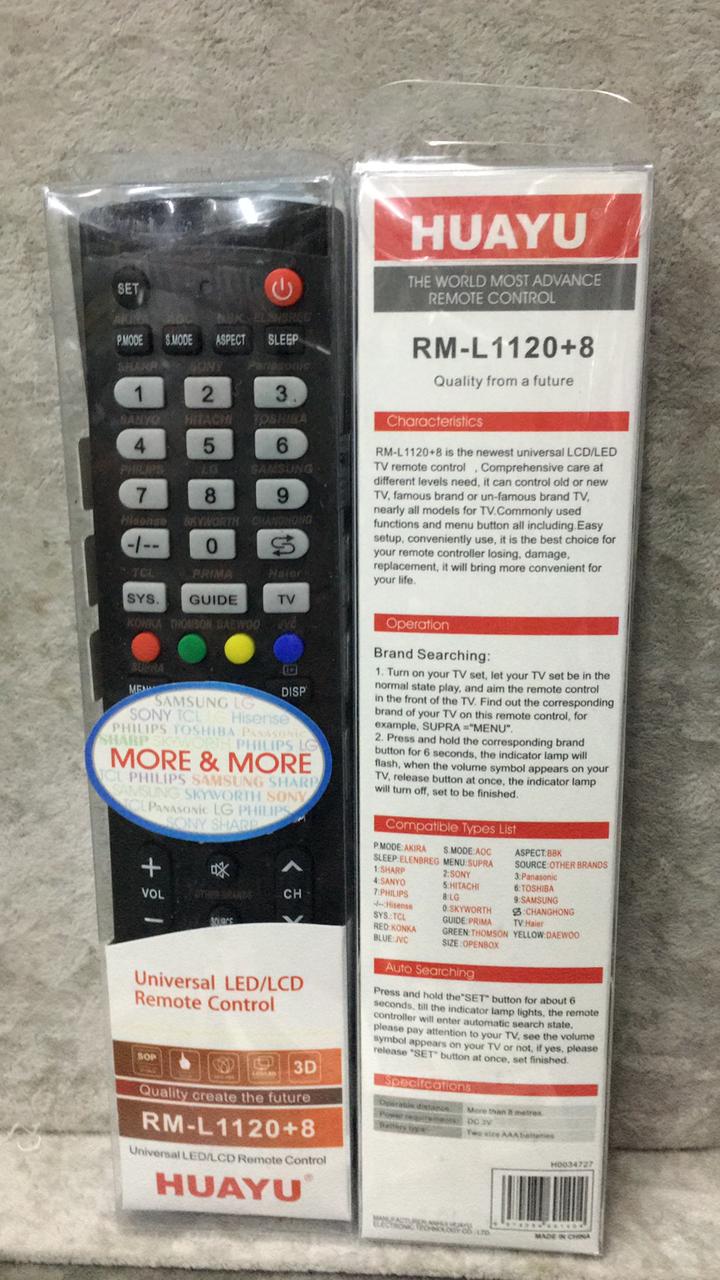 SET
AKIRA AOC BBK ELENBREG
P.MODE S.MODE ASPECT SLEEP
SHARP SONY Panasonic
1 2 3
SANYO HITACHI TOSHIBA
4 5 6
PHILIPS LG SAMSUNG
7 8 9
Hisense SKYWORTH CHANGHONG
-/-- 0
TCL PRIMA Haier
SYS. GUIDE TV
KONKA THOMSON DAEWOO JVC
SUPRA
MENU DISP
SAMSUNG LG
SONY TCL LG Hisense
PHILIPS TOSHIBA Panasonic
SHARP SKYWORTH PHILIPS LG
MORE & MORE
TCL PHILIPS SAMSUNG SHARP
SAMSUNG SKYWORTH SONY
TCL Panasonic LG PHILIPS
SONY SHARP
+
VOL CH
OTHER BRANDS
− SOURCE
Universal LED/LCD
Remote Control
SOP 3D
Quality create the future
RM-L1120+8
Universal LED/LCD Remote Control
HUAYU®
HUAYU
THE WORLD MOST ADVANCE
REMOTE CONTROL
RM-L1120+8
Quality from a future
Characteristics
RM-L1120+8 is the newest universal LCD/LED
TV remote control , Comprehensive care at
different levels need, it can control old or new
TV, famous brand or un-famous brand TV,
nearly all models for TV.Commonly used
functions and menu button all including.Easy
setup, conveniently use, it is the best choice for
your remote controller losing, damage,
replacement, it will bring more convenient for
your life.
Operation
Brand Searching:
1. Turn on your TV set, let your TV set be in the
normal state play, and aim the remote control
in the front of the TV. Find out the corresponding
brand of your TV on this remote control, for
example, SUPRA ="MENU".
2. Press and hold the corresponding brand
button for 6 seconds, the indicator lamp will
flash, when the volume symbol appears on your
TV, release button at once, the indicator lamp
will turn off, set to be finished.
Compatible Types List
P.MODE:AKIRA S.MODE:AOC ASPECT:BBK
SLEEP:ELENBREG MENU:SUPRA SOURCE:OTHER BRANDS
1:SHARP 2:SONY 3:Panasonic
4:SANYO 5:HITACHI 6:TOSHIBA
7:PHILIPS 8:LG 9:SAMSUNG
-/--:Hisense 0:SKYWORTH :CHANGHONG
SYS.:TCL GUIDE:PRIMA TV:Haier
RED:KONKA GREEN:THOMSON YELLOW:DAEWOO
BLUE:JVC SIZE:OPENBOX
Auto Searching
Press and hold the"SET" button for about 6
seconds, till the indicator lamp lights, the remote
controller will enter automatic search state,
please pay attention to your TV, see the volume
symbol appears on your TV or not, if yes, please
release "SET" button at once, set finished.
Specifcations
Operable distance: More than 8 metres.
Power requirements: DC 3V
Battery type: Two size AAA batteries
H0034727
MANUFACTURER:ANHUI HUAYU
ELECTRONIC TECHNOLOGY CO., LTD.
MADE IN CHINA